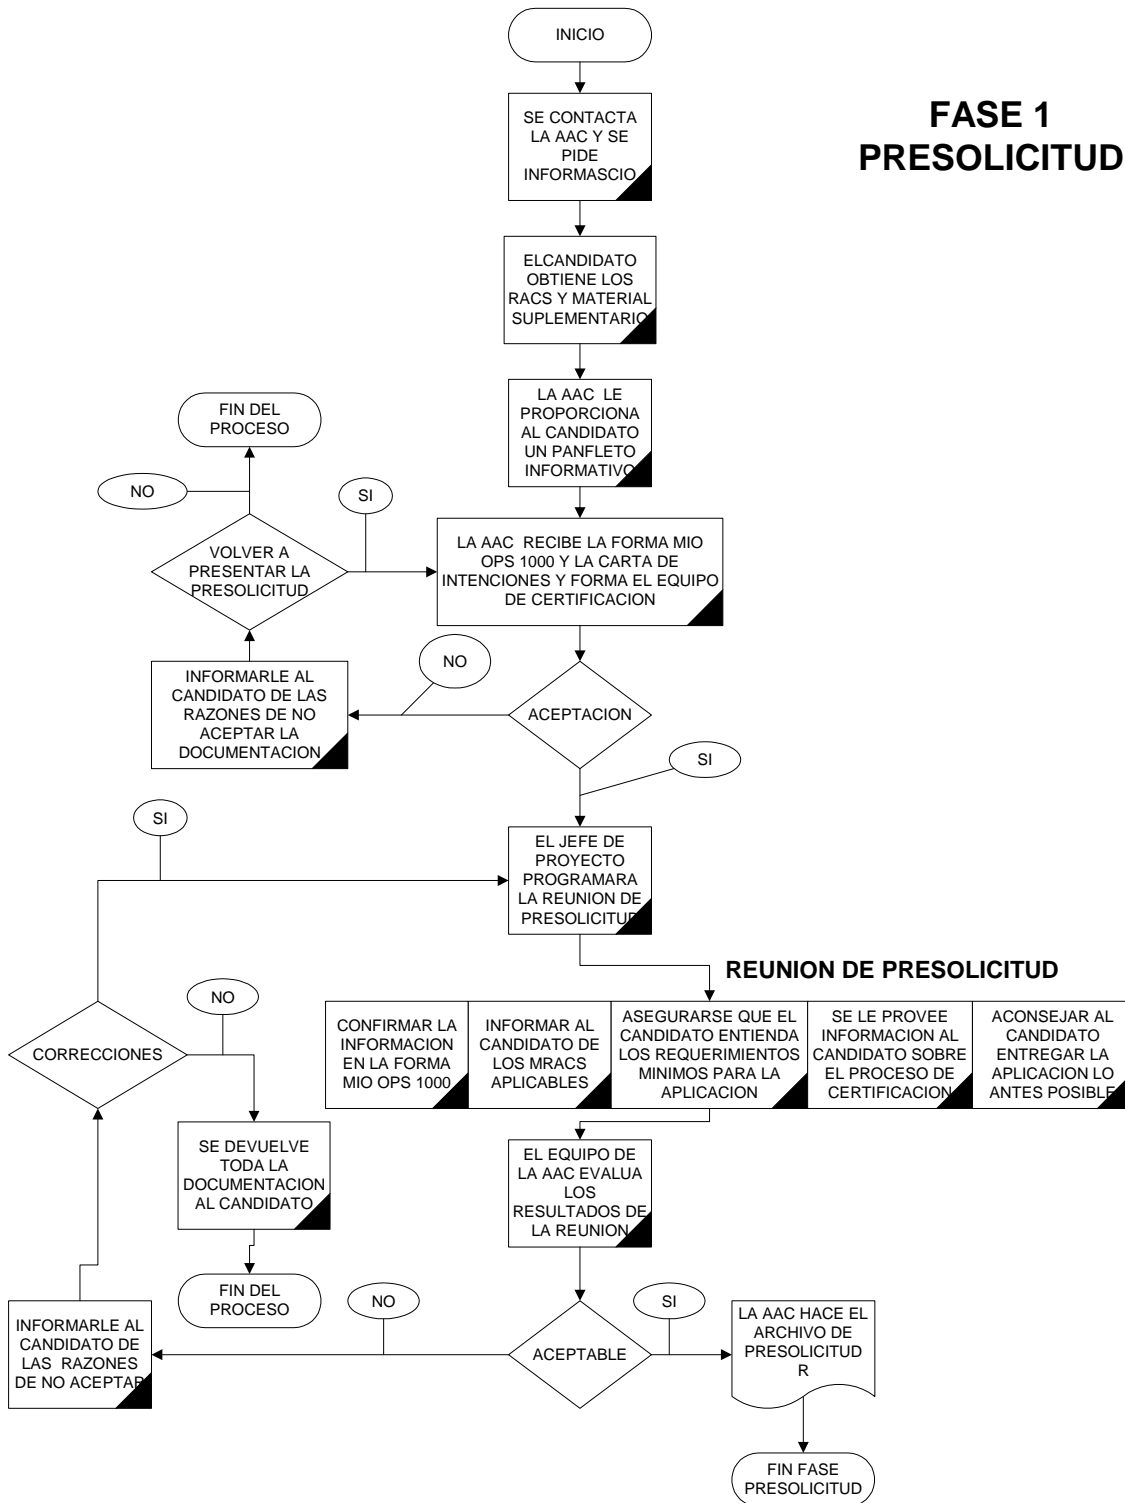 INICIO
FASE 1
PRESOLICITUD
SE CONTACTA
LA AAC Y SE
PIDE
INFORMASCIO
ELCANDIDATO
OBTIENE LOS
RACS Y MATERIAL
SUPLEMENTARIO
LA AAC LE
PROPORCIONA
AL CANDIDATO
UN PANFLETO
INFORMATIVO
FIN DEL
PROCESO
NO
SI
VOLVER A
PRESENTAR LA
PRESOLICITUD
LA AAC RECIBE LA FORMA MIO
OPS 1000 Y LA CARTA DE
INTENCIONES Y FORMA EL EQUIPO
DE CERTIFICACION
NO
INFORMARLE AL
CANDIDATO DE LAS
RAZONES DE NO
ACEPTAR LA
DOCUMENTACION
ACEPTACION
SI
SI
EL JEFE DE
PROYECTO
PROGRAMARA
LA REUNION DE
PRESOLICITUD
REUNION DE PRESOLICITUD
NO
CORRECCIONES
CONFIRMAR LA
INFORMACION
EN LA FORMA
MIO OPS 1000
INFORMAR AL
CANDIDATO DE
LOS MRACS
APLICABLES
ASEGURARSE QUE EL
CANDIDATO ENTIENDA
LOS REQUERIMIENTOS
MINIMOS PARA LA
APLICACION
SE LE PROVEE
INFORMACION AL
CANDIDATO SOBRE
EL PROCESO DE
CERTIFICACION
ACONSEJAR AL
CANDIDATO
ENTREGAR LA
APLICACION LO
ANTES POSIBLE
SE DEVUELVE
TODA LA
DOCUMENTACION
AL CANDIDATO
EL EQUIPO DE
LA AAC EVALUA
LOS
RESULTADOS DE
LA REUNION
FIN DEL
PROCESO
NO
SI
INFORMARLE AL
CANDIDATO DE
LAS RAZONES
DE NO ACEPTAR
ACEPTABLE
LA AAC HACE EL
ARCHIVO DE
PRESOLICITUD
R
FIN FASE
PRESOLICITUD